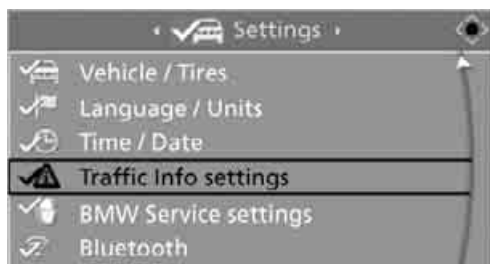 Settings
Vehicle / Tires
Language / Units
Time / Date
Traffic Info settings
BMW Service settings
Bluetooth